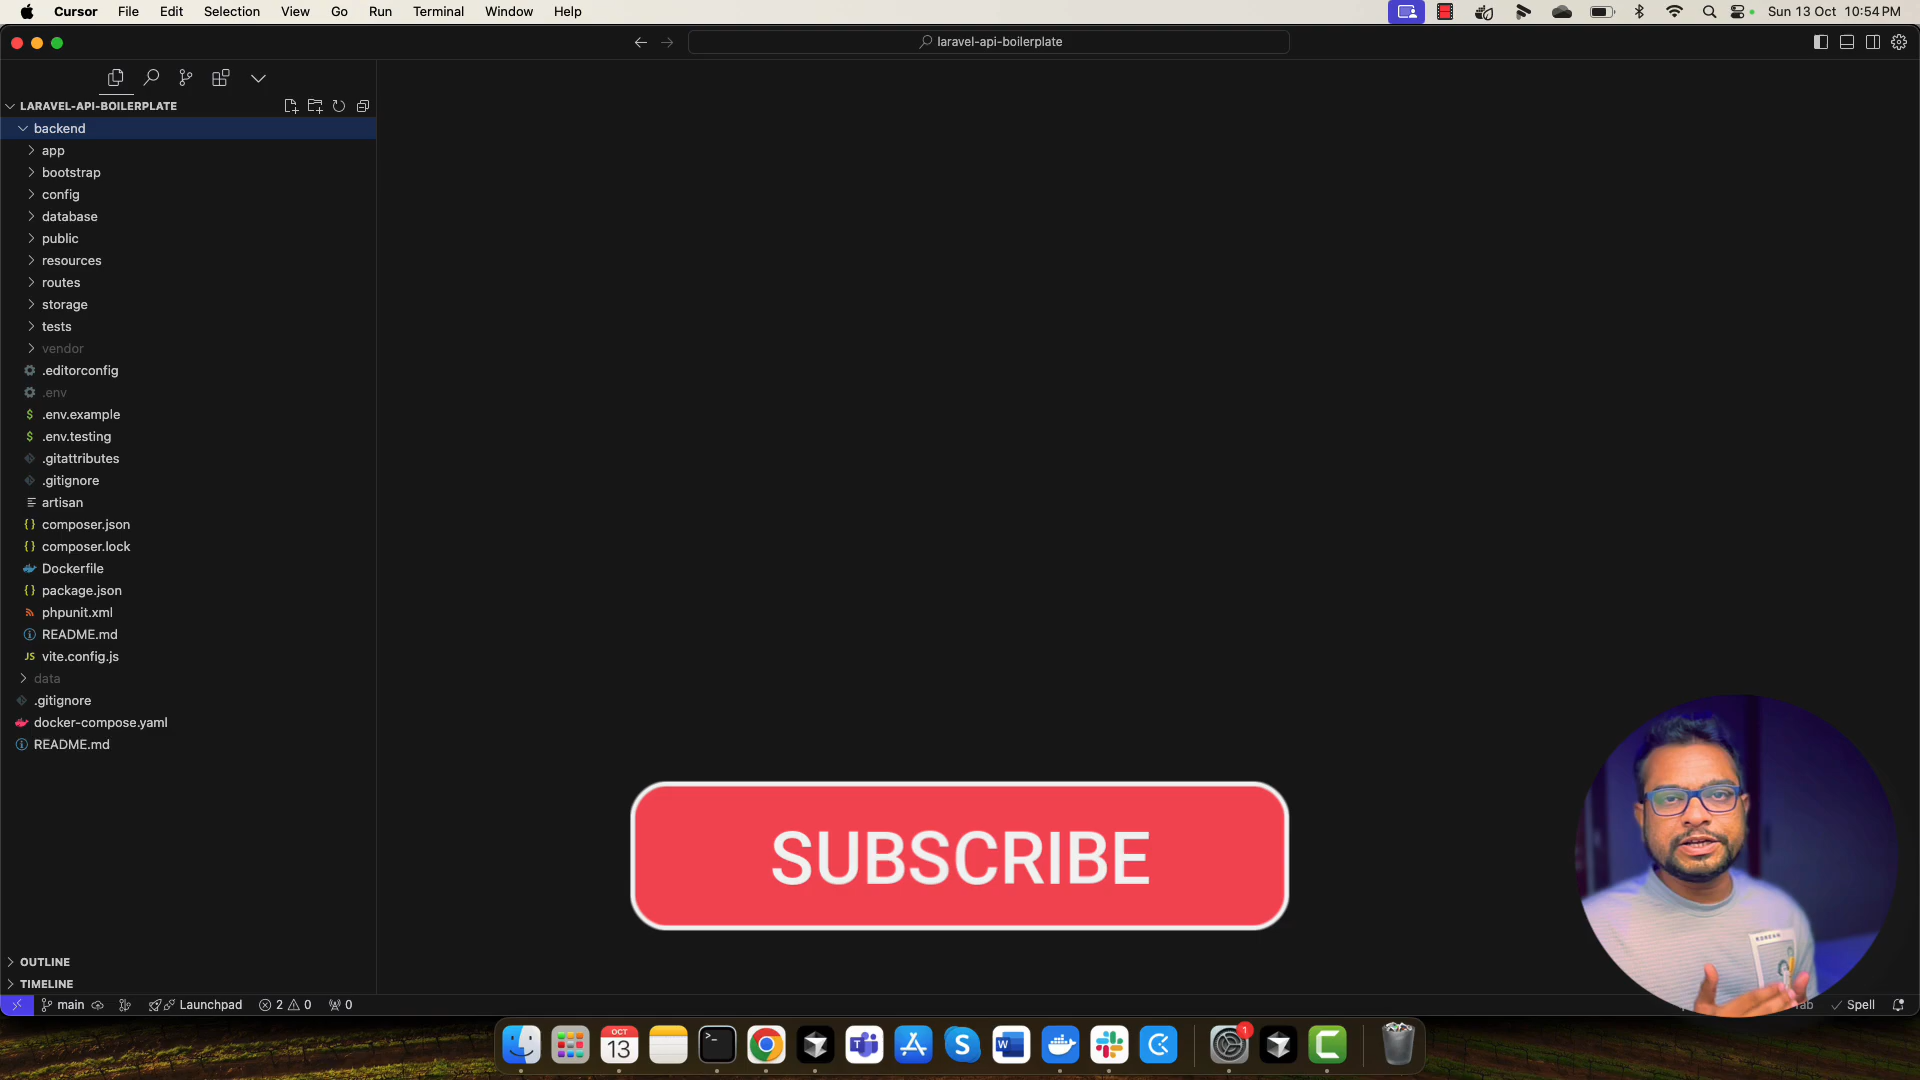 Cursor File Edit Selection View Go Run Terminal Window Help
Sun 13 Oct 10:54 PM
laravel-api-boilerplate
LARAVEL-API-BOILERPLATE
backend
app
bootstrap
config
database
public
resources
routes
storage
tests
vendor
.editorconfig
.env
$ .env.example
$ .env.testing
.gitattributes
.gitignore
artisan
{} composer.json
{} composer.lock
Dockerfile
{} package.json
phpunit.xml
README.md
JS vite.config.js
data
.gitignore
docker-compose.yaml
README.md
SUBSCRIBE
KOREAN
OUTLINE
TIMELINE
main Launchpad 2 0 0
Spell
OCT
13
1